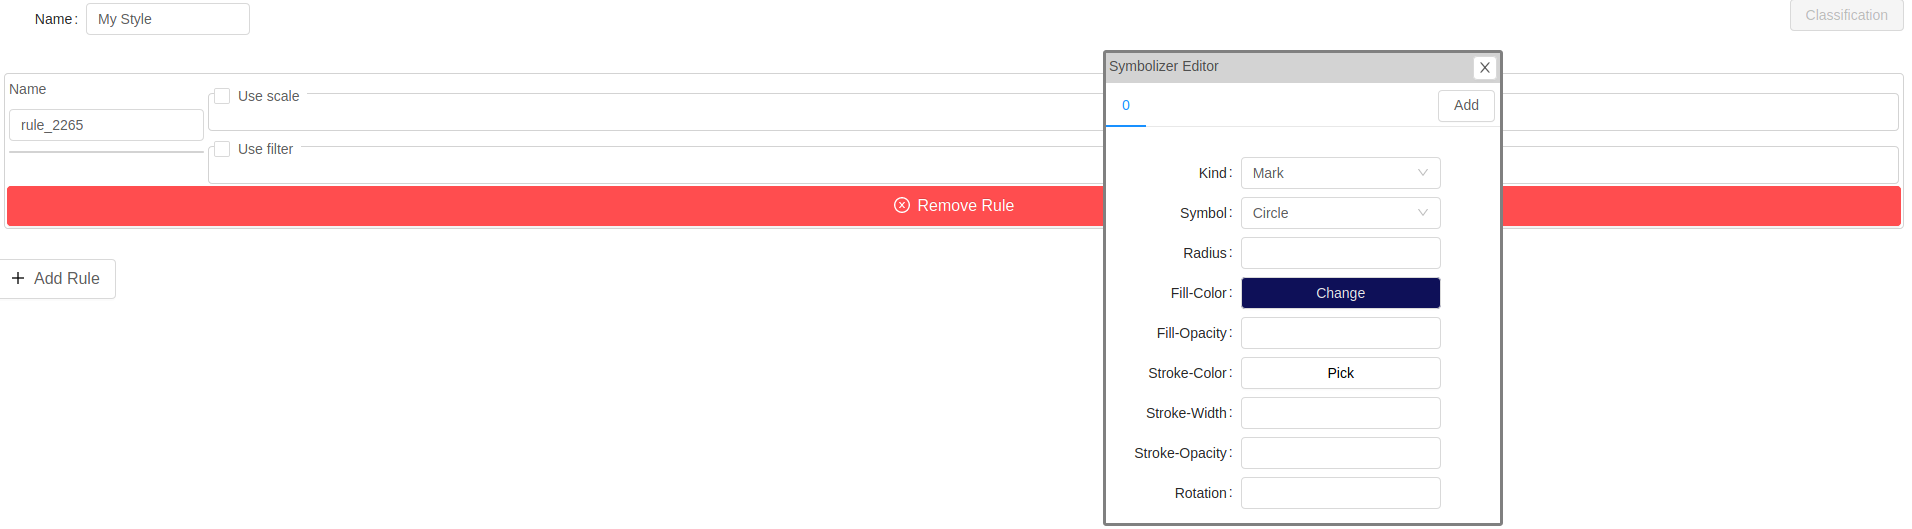 Name: My Style
Classification
Name
rule_2265
Use scale
Use filter
Remove Rule
Add Rule
Symbolizer Editor
X
0
Add
Kind: Mark
Symbol: Circle
Radius:
Fill-Color: Change
Fill-Opacity:
Stroke-Color: Pick
Stroke-Width:
Stroke-Opacity:
Rotation: